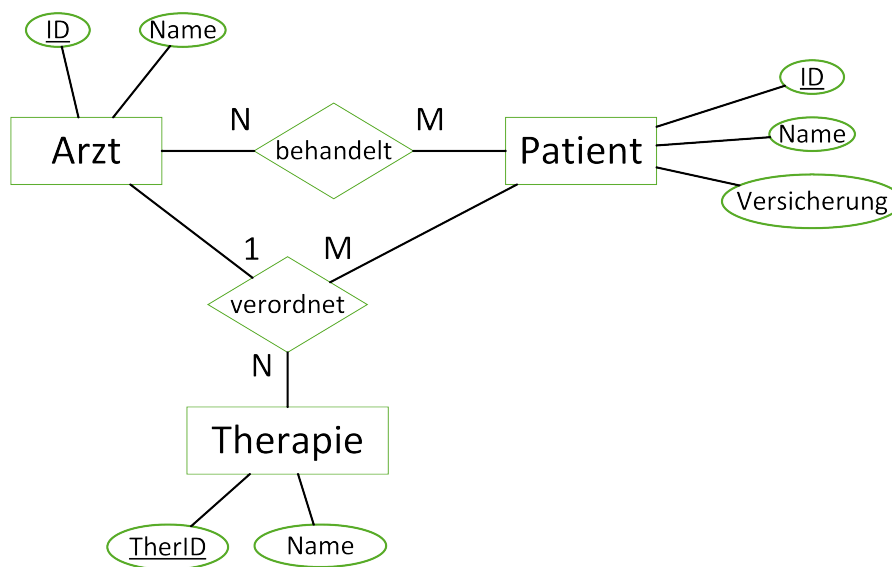 ID
Name
Arzt
N
behandelt
M
Patient
ID
Name
Versicherung
1
M
verordnet
N
Therapie
TherID
Name